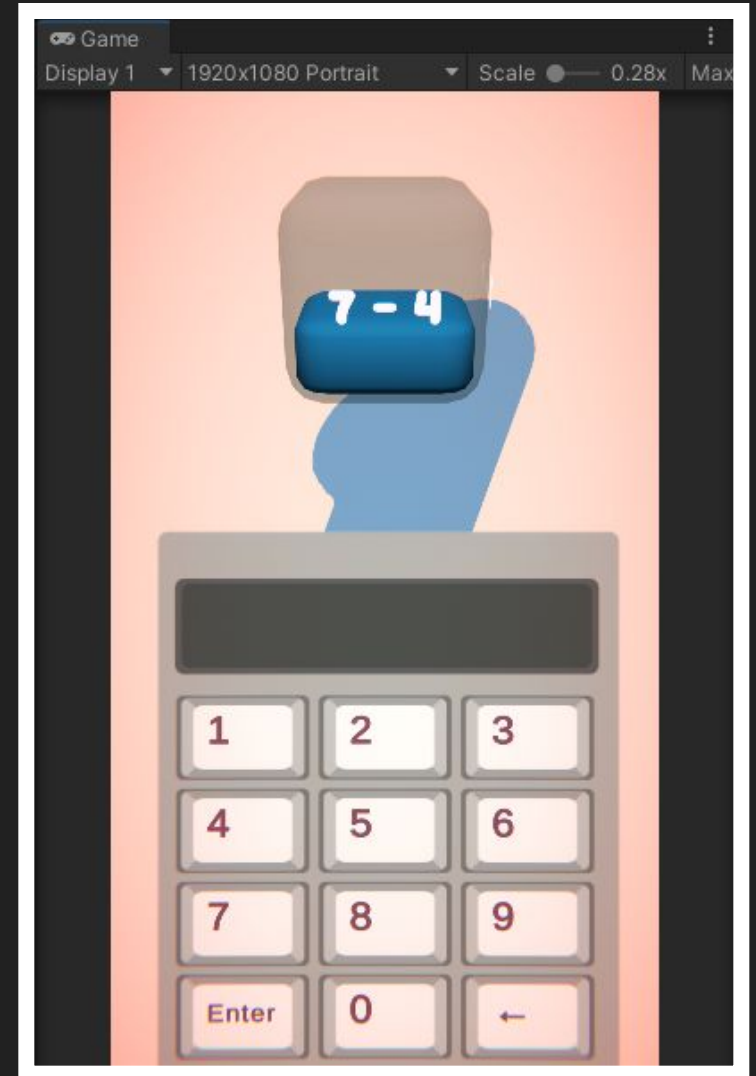 Game
Display 1 1920x1080 Portrait Scale 0.28x Max
7 - 4
1 2 3
4 5 6
7 8 9
Enter 0 ←